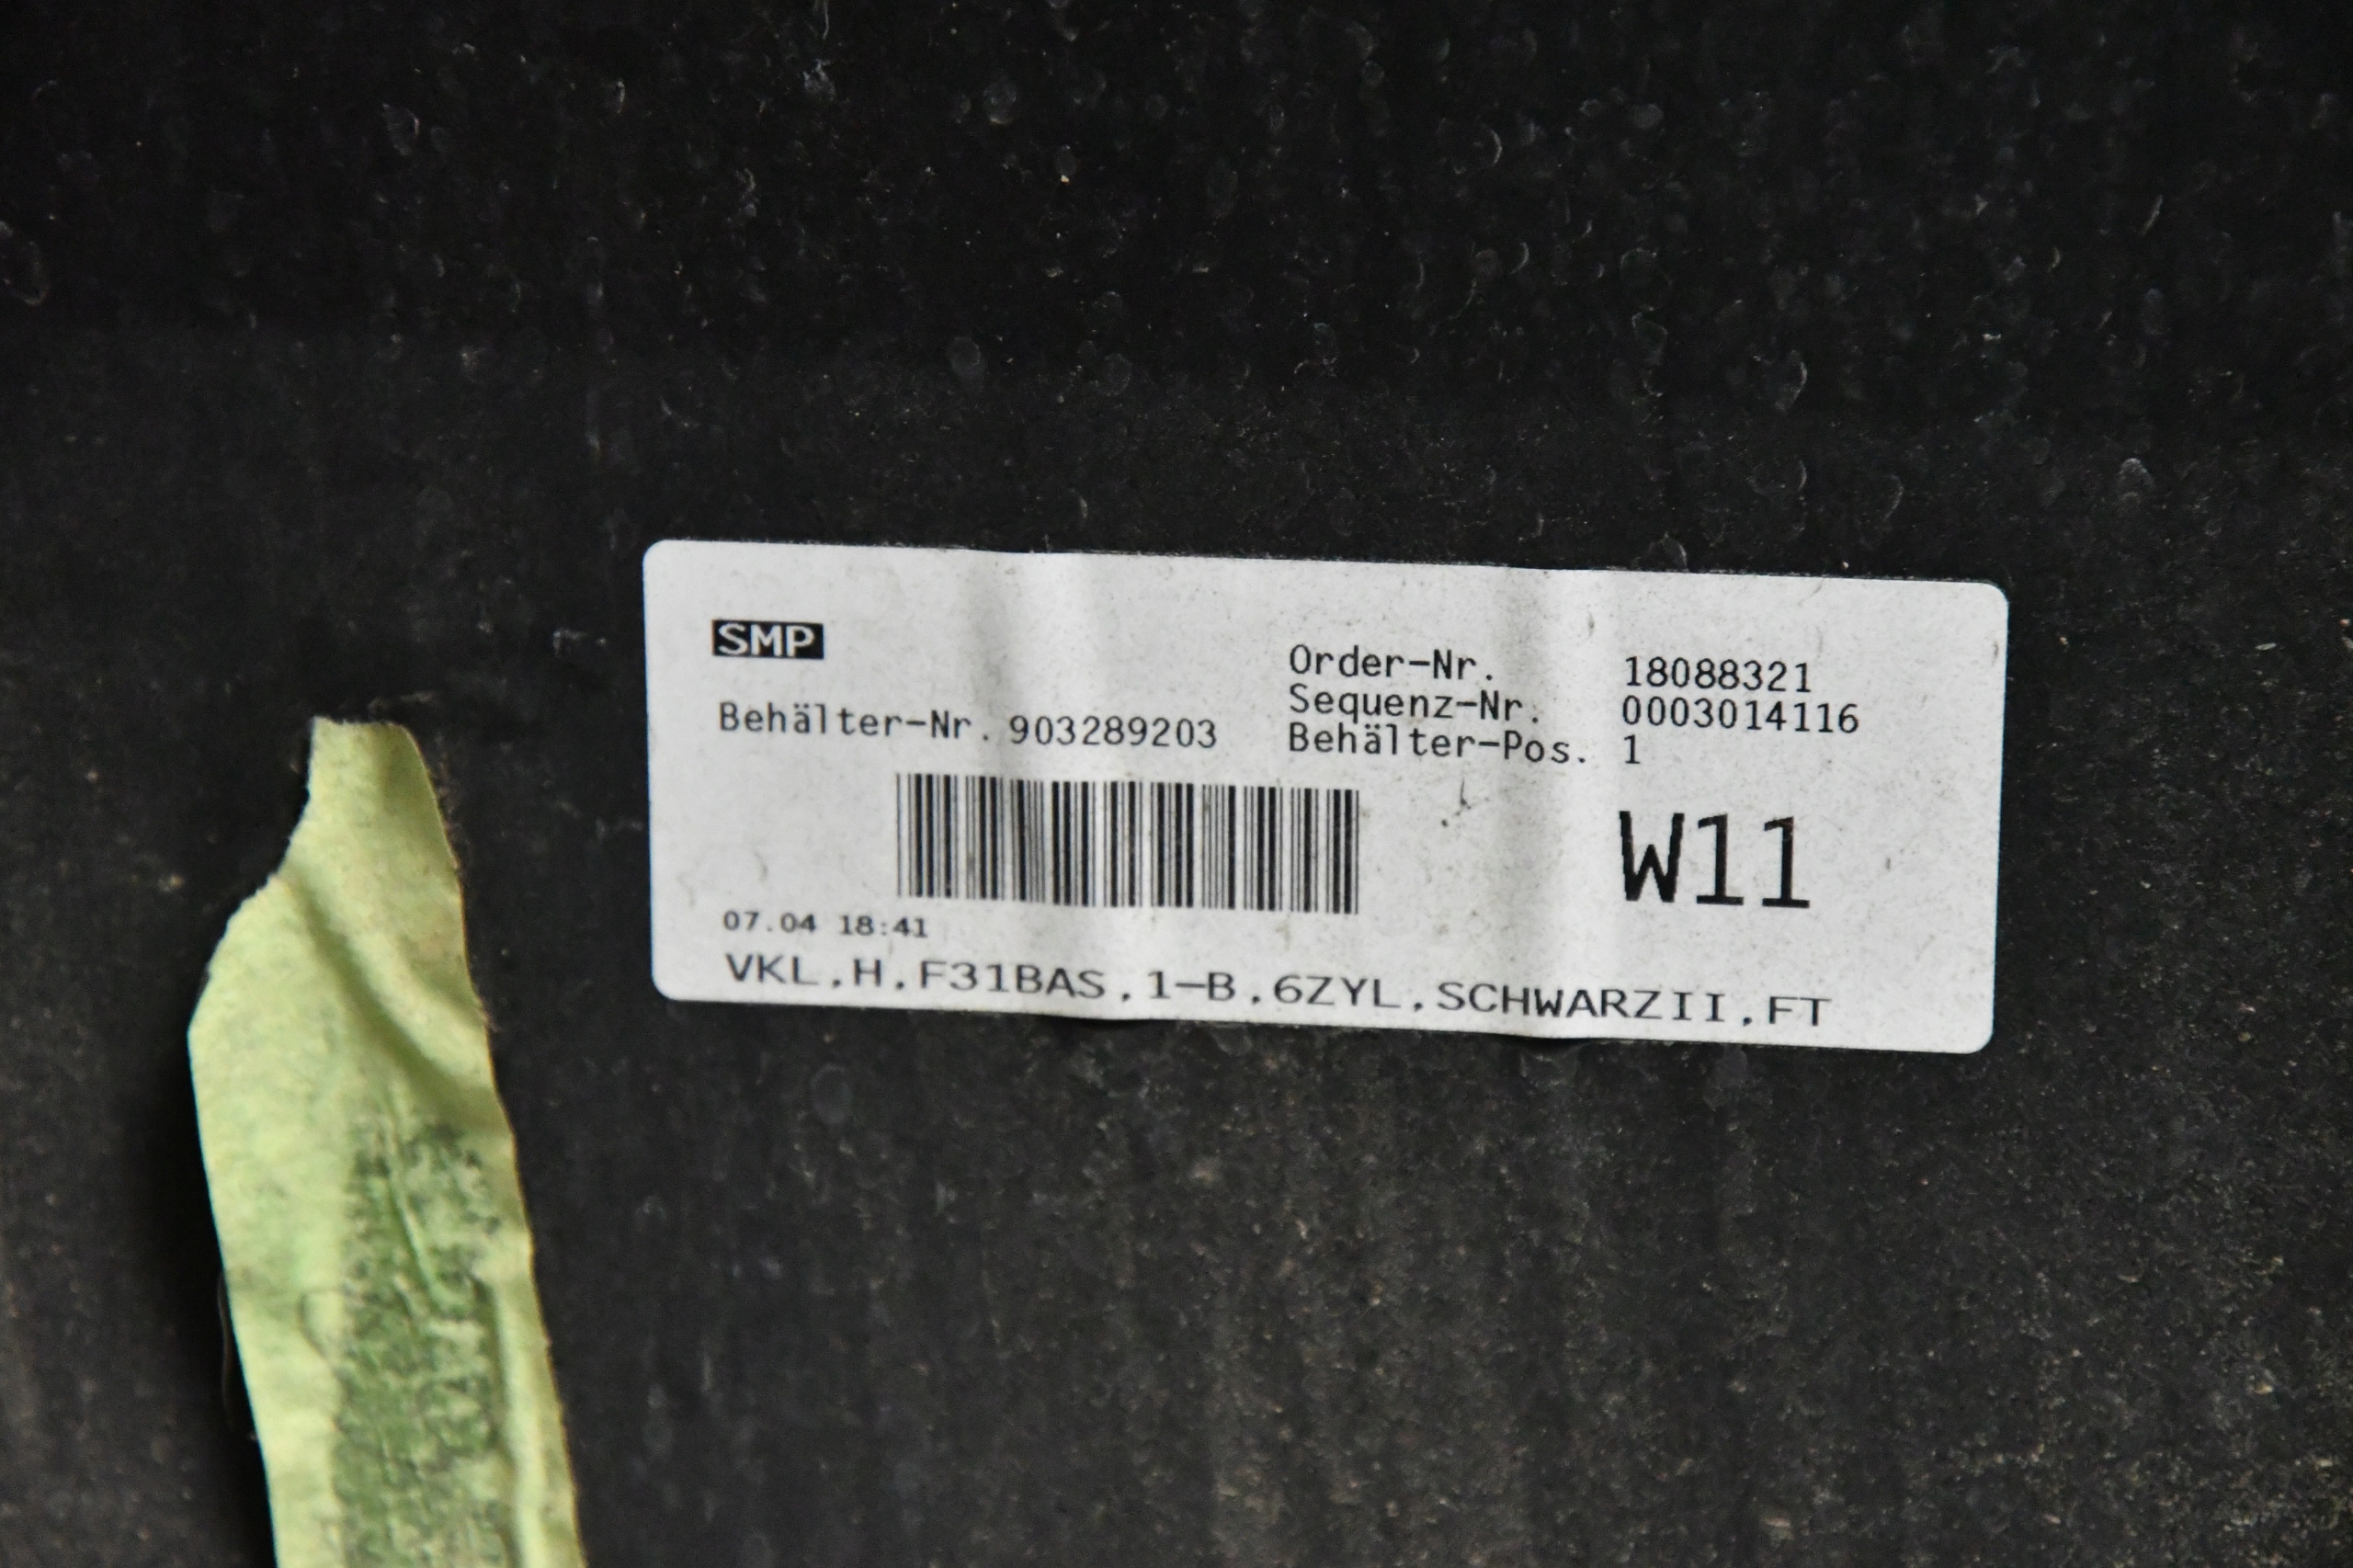 SMP
Behälter-Nr. 903289203
Order-Nr. 18088321
Sequenz-Nr. 0003014116
Behälter-Pos. 1
W11
07.04 18:41
VKL.H.F31BAS.1-B.6ZYL.SCHWARZII.FT